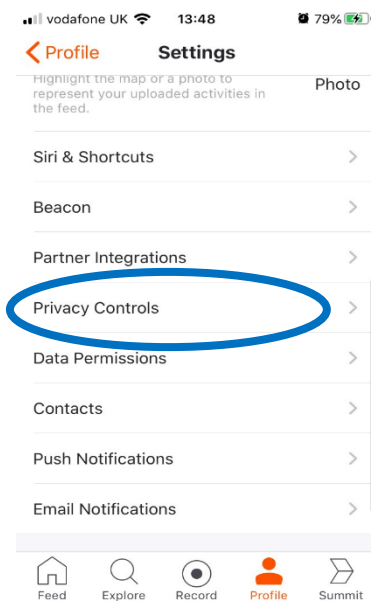 vodafone UK 13:48 79%
Profile Settings
Highlight the map or a photo to
represent your uploaded activities in
the feed.
Photo
Siri & Shortcuts
Beacon
Partner Integrations
Privacy Controls
Data Permissions
Contacts
Push Notifications
Email Notifications
Feed Explore Record Profile Summit